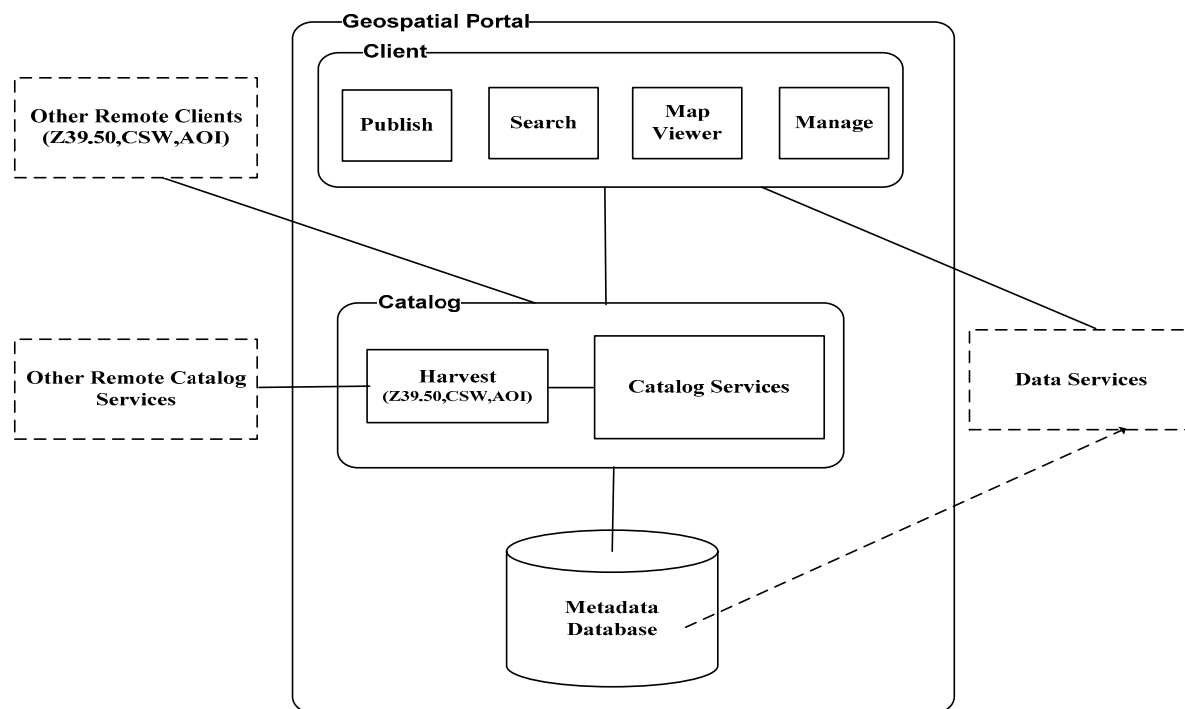 Geospatial Portal
Client
Other Remote Clients
(Z39.50,CSW,AOI)
Publish
Search
Map
Viewer
Manage
Catalog
Other Remote Catalog
Services
Harvest
(Z39.50,CSW,AOI)
Catalog Services
Data Services
Metadata
Database